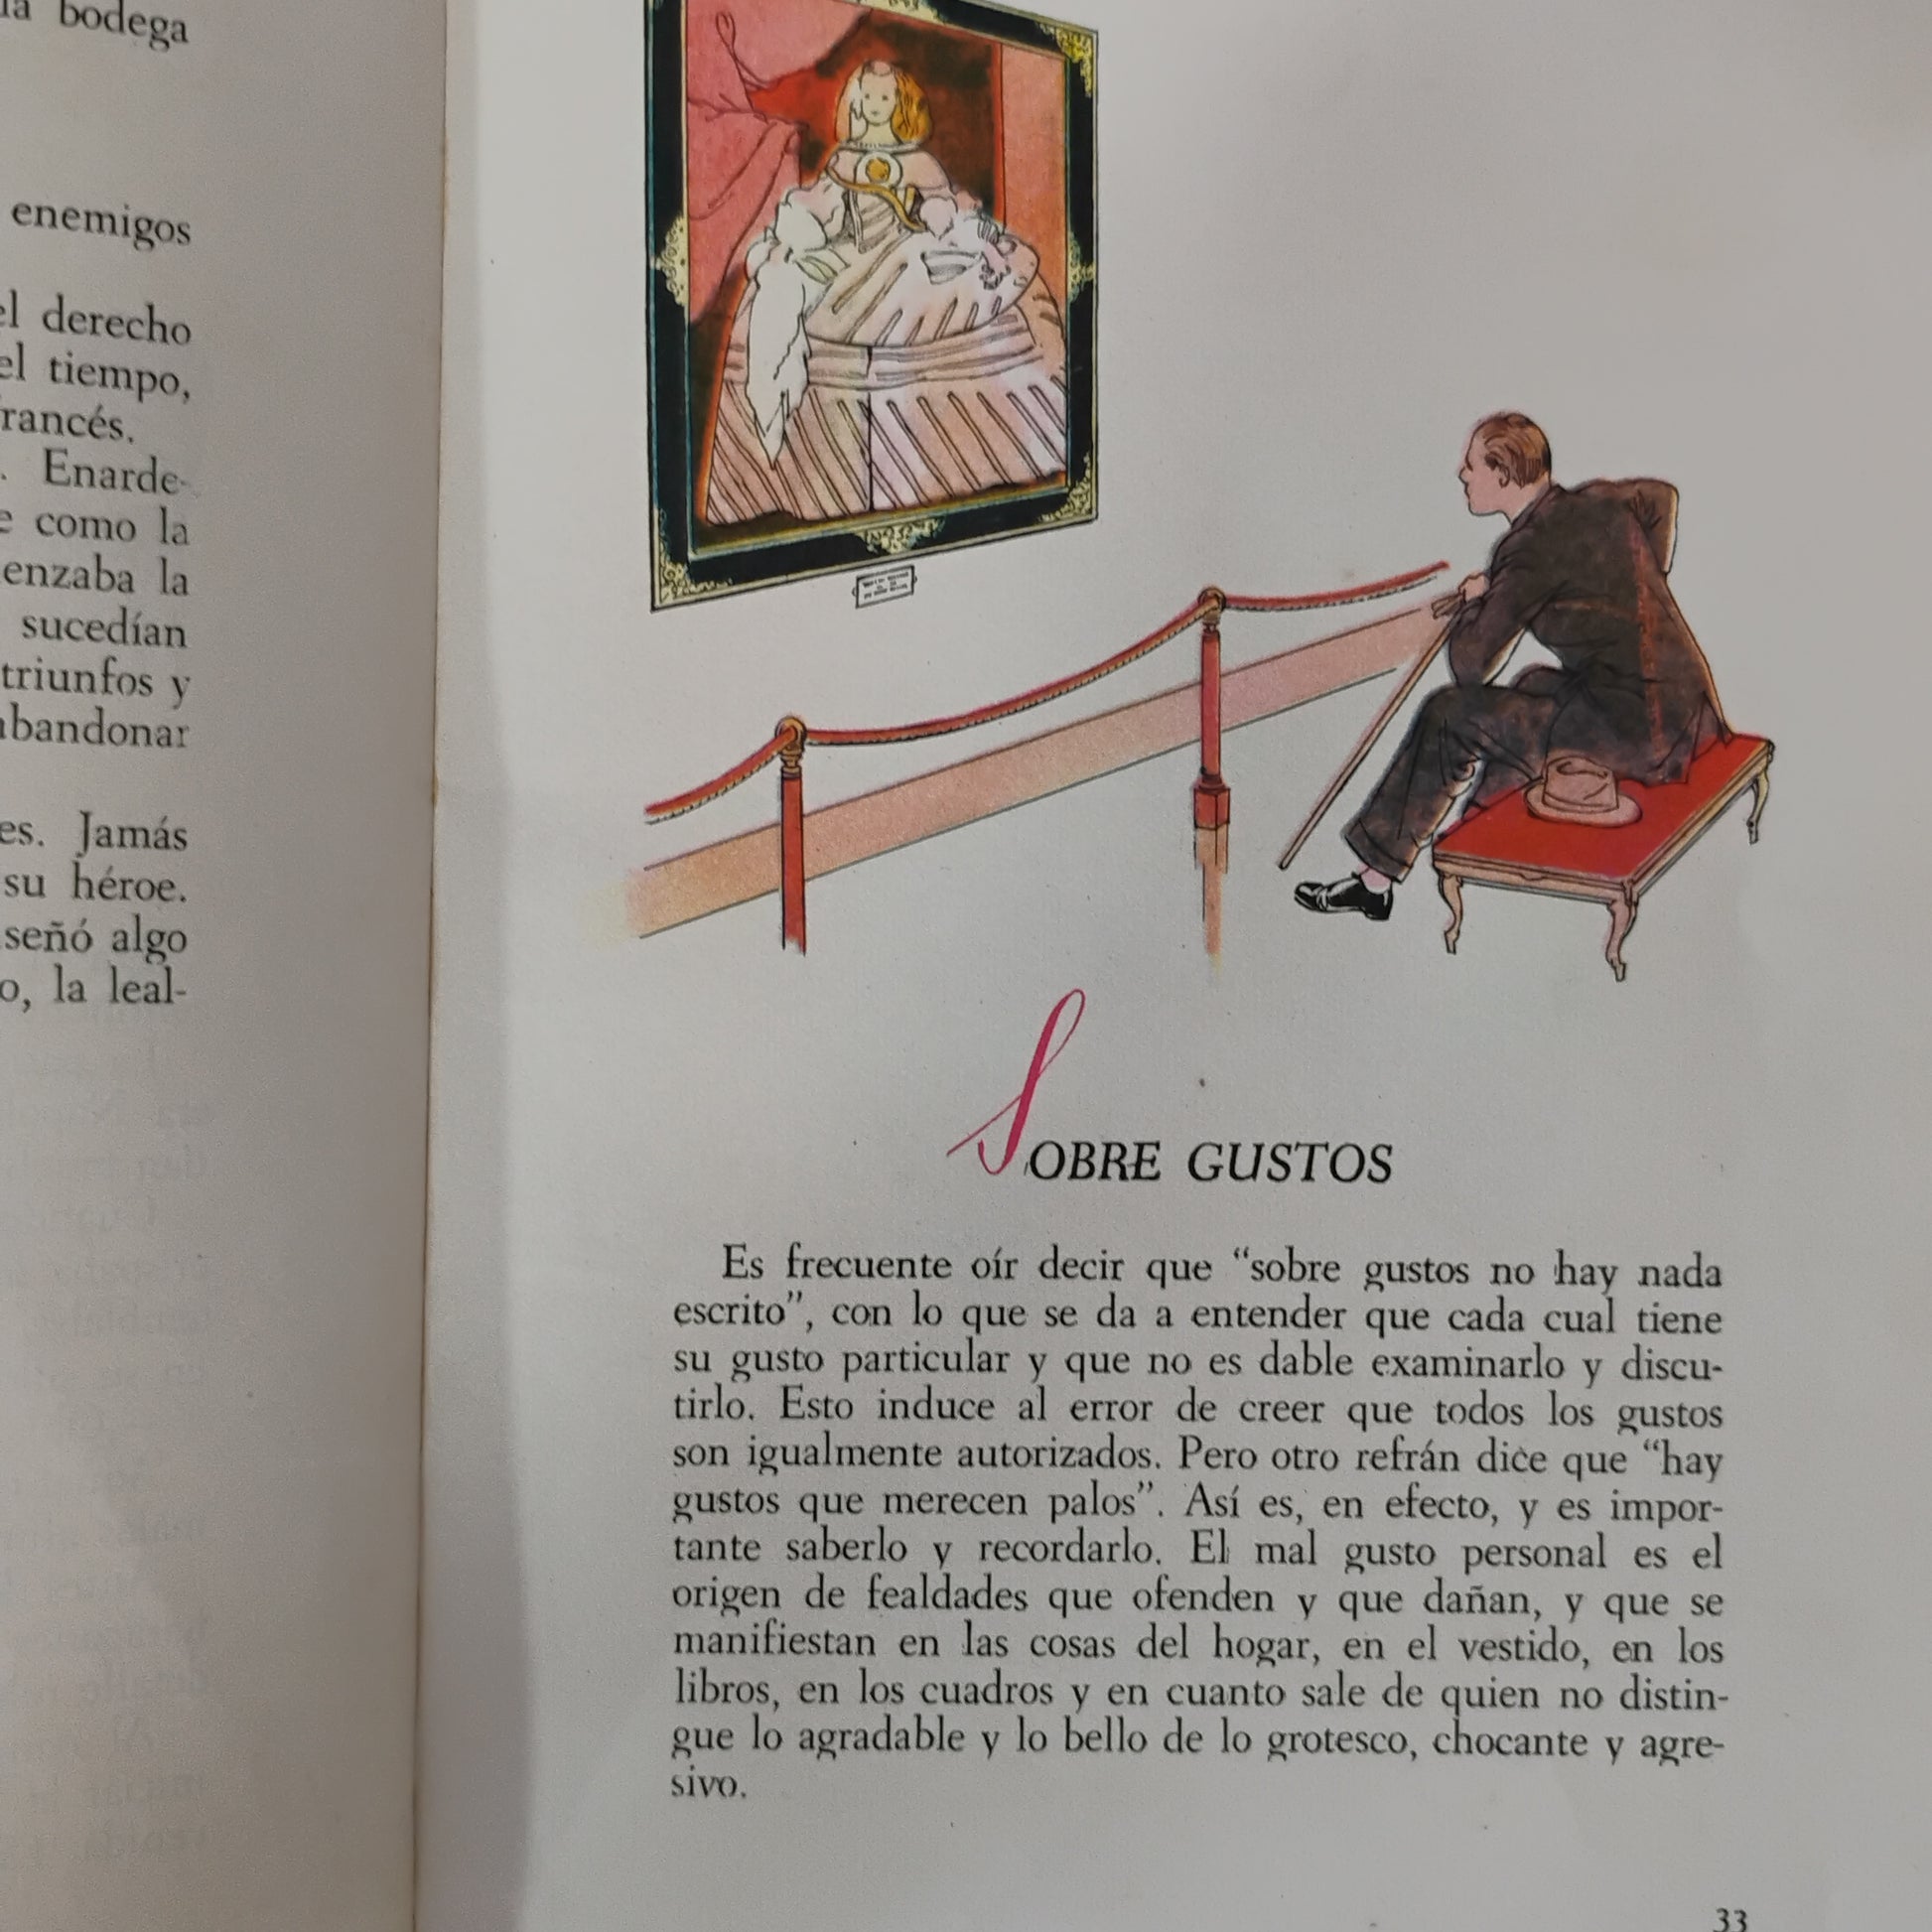 la bodega
enemigos
el derecho
el tiempo,
francés.
. Enarde-
e como la
enzaba la
sucedían
triunfos y
abandonar
es. Jamás
su héroe.
señó algo
o, la leal-
SOBRE GUSTOS
Es frecuente oír decir que “sobre gustos no hay nada
escrito”, con lo que se da a entender que cada cual tiene
su gusto particular y que no es dable examinarlo y discu-
tirlo. Esto induce al error de creer que todos los gustos
son igualmente autorizados. Pero otro refrán dice que “hay
gustos que merecen palos”. Así es, en efecto, y es impor-
tante saberlo y recordarlo. El mal gusto personal es el
origen de fealdades que ofenden y que dañan, y que se
manifiestan en las cosas del hogar, en el vestido, en los
libros, en los cuadros y en cuanto sale de quien no distin-
gue lo agradable y lo bello de lo grotesco, chocante y agre-
sivo.
33